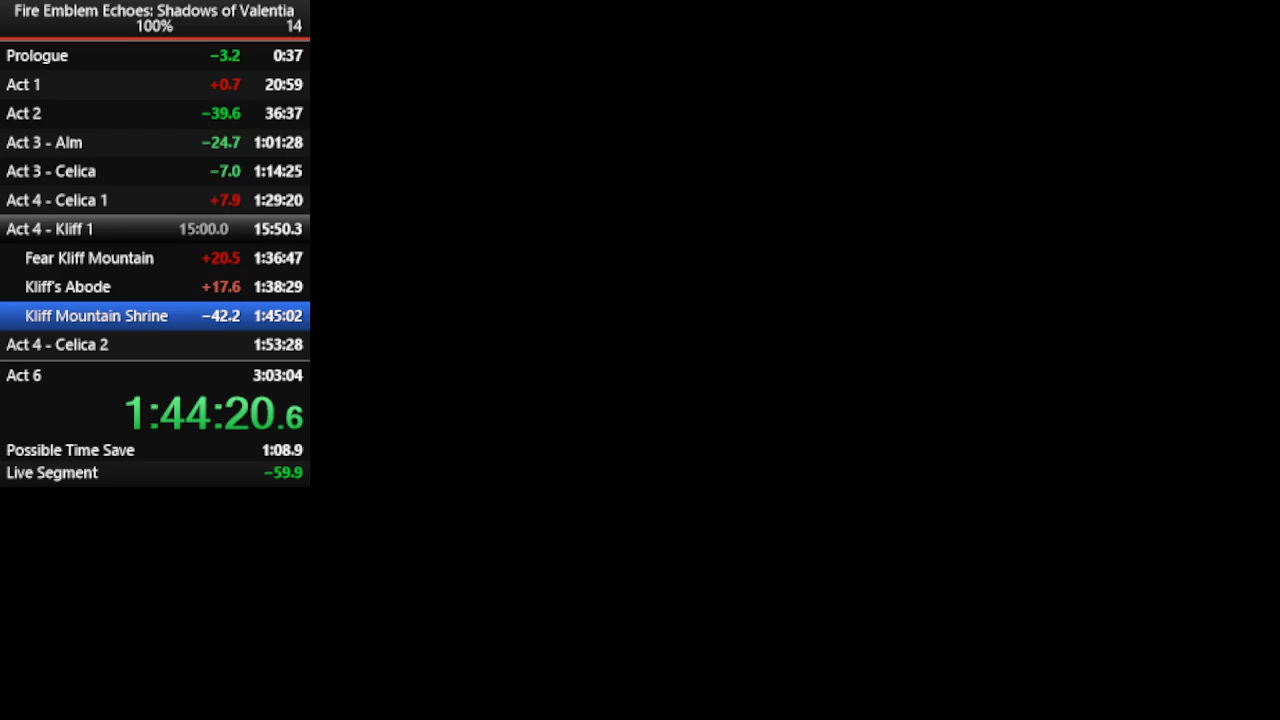 Fire Emblem Echoes: Shadows of Valentia
100% 14
Prologue −3.2 0:37
Act 1 +0.7 20:59
Act 2 −39.6 36:37
Act 3 - Alm −24.7 1:01:28
Act 3 - Celica −7.0 1:14:25
Act 4 - Celica 1 +7.9 1:29:20
Act 4 - Kliff 1 15:00.0 15:50.3
Fear Kliff Mountain +20.5 1:36:47
Kliff's Abode +17.6 1:38:29
Kliff Mountain Shrine −42.2 1:45:02
Act 4 - Celica 2 1:53:28
Act 6 3:03:04
1:44:20.6
Possible Time Save 1:08.9
Live Segment −59.9